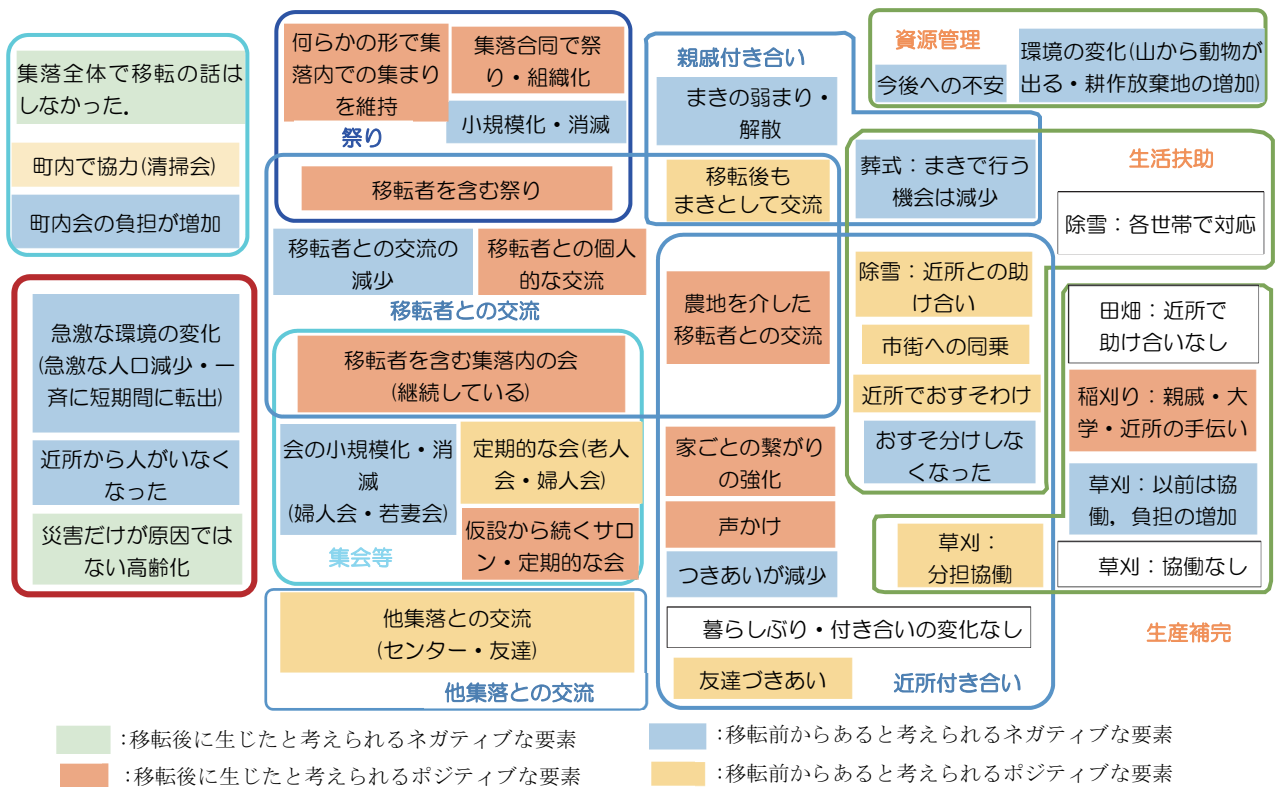 集落全体で移転の話は
しなかった．
町内で協力(清掃会)
町内会の負担が増加
急激な環境の変化
(急激な人口減少・一
斉に短期間に転出)
近所から人がいなく
なった
災害だけが原因では
ない高齢化
何らかの形で集
落内での集まり
を維持
集落合同で祭
り・組織化
小規模化・消滅
祭り
移転者を含む祭り
移転者との交流の
減少
移転者との個人
的な交流
移転者との交流
移転者を含む集落内の会
(継続している)
会の小規模化・消
滅
(婦人会・若妻会)
定期的な会(老人
会・婦人会)
仮設から続くサロ
ン・定期的な会
集会等
他集落との交流
(センター・友達)
他集落との交流
親戚付き合い
まきの弱まり・
解散
移転後も
まきとして交流
農地を介した
移転者との交流
家ごとの繋がり
の強化
声かけ
つきあいが減少
暮らしぶり・付き合いの変化なし
友達づきあい
近所付き合い
資源管理
今後への不安
環境の変化(山から動物が
出る・耕作放棄地の増加)
生活扶助
葬式：まきで行う
機会は減少
除雪：各世帯で対応
除雪：近所との助
け合い
市街への同乗
近所でおすそわけ
おすそ分けしな
くなった
田畑：近所で
助け合いなし
稲刈り：親戚・大
学・近所の手伝い
草刈：以前は協
働，負担の増加
草刈：
分担協働
草刈：協働なし
生産補完
:移転後に生じたと考えられるネガティブな要素
:移転前からあると考えられるネガティブな要素
:移転後に生じたと考えられるポジティブな要素
:移転前からあると考えられるポジティブな要素